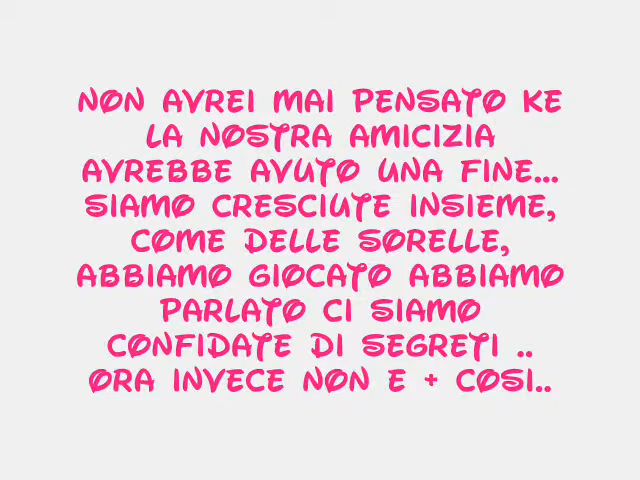 NON AVREI MAI PENSATO KE
LA NOSTRA AMICIZIA
AVREBBE AVUTO UNA FINE...
SIAMO CRESCIUTE INSIEME,
COME DELLE SORELLE,
ABBIAMO GIOCATO ABBIAMO
PARLATO CI SIAMO
CONFIDATE DI SEGRETI ..
ORA INVECE NON E + COSI..